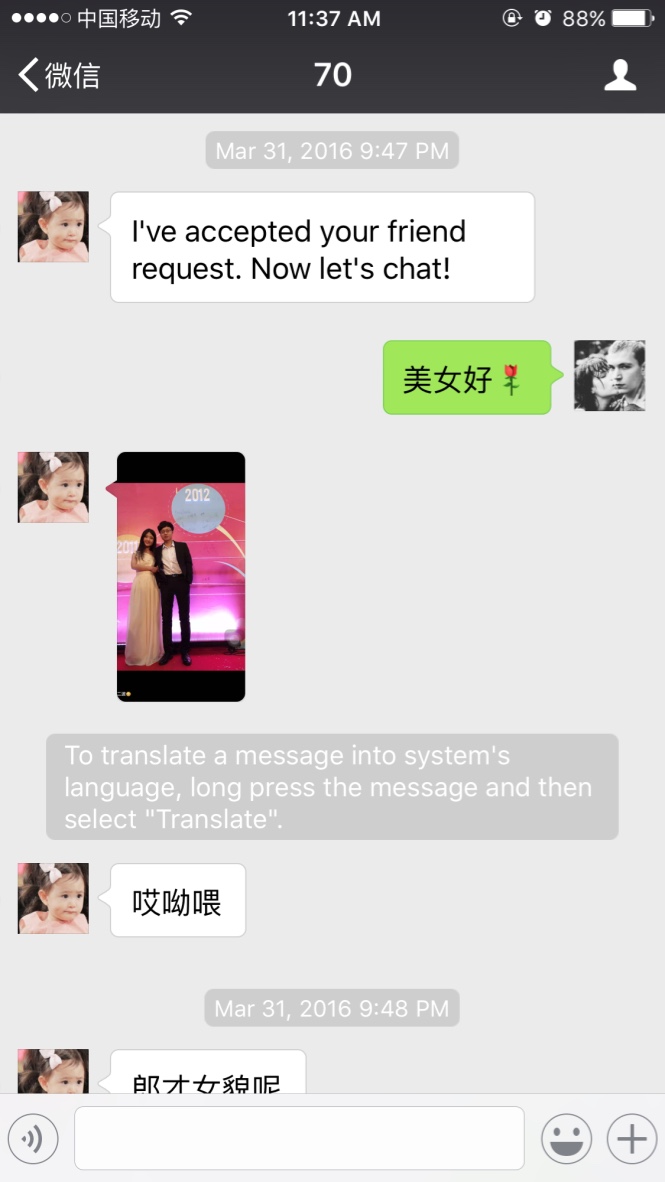 中国移动 11:37 AM 88%
微信 70
Mar 31, 2016 9:47 PM
I've accepted your friend
request. Now let's chat!
美女好🌹
2012
To translate a message into system's
language, long press the message and then
select "Translate".
哎呦喂
Mar 31, 2016 9:48 PM
郎才女貌呢